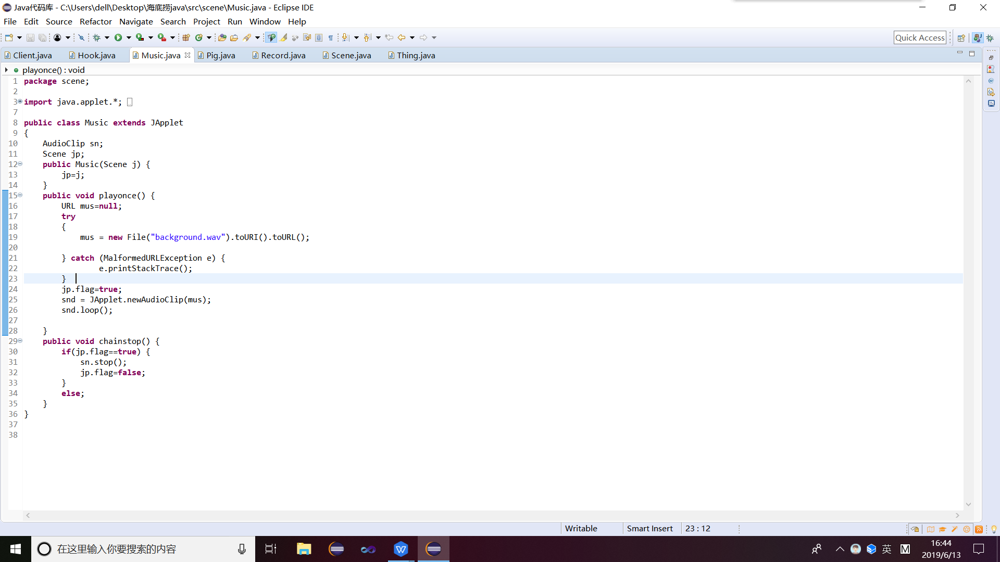 Java代码库 - C:\Users\dell\Desktop\海底捞java\src\scene\Music.java - Eclipse IDE
File Edit Source Refactor Navigate Search Project Run Window Help
Quick Access
Client.java Hook.java Music.java Pig.java Record.java Scene.java Thing.java
playonce() : void
1 package scene;
2
3 import java.applet.*;
7
8 public class Music extends JApplet
9 {
10     AudioClip sn;
11     Scene jp;
12     public Music(Scene j) {
13         jp=j;
14     }
15     public void playonce() {
16         URL mus=null;
17         try
18         {
19             mus = new File("background.wav").toURI().toURL();
20
21         } catch (MalformedURLException e) {
22                 e.printStackTrace();
23         }
24         jp.flag=true;
25         snd = JApplet.newAudioClip(mus);
26         snd.loop();
27
28     }
29     public void chainstop() {
30         if(jp.flag==true) {
31             sn.stop();
32             jp.flag=false;
33         }
34         else;
35     }
36 }
37
38
Writable Smart Insert 23 : 12
在这里输入你要搜索的内容
英 M
16:44
2019/6/13